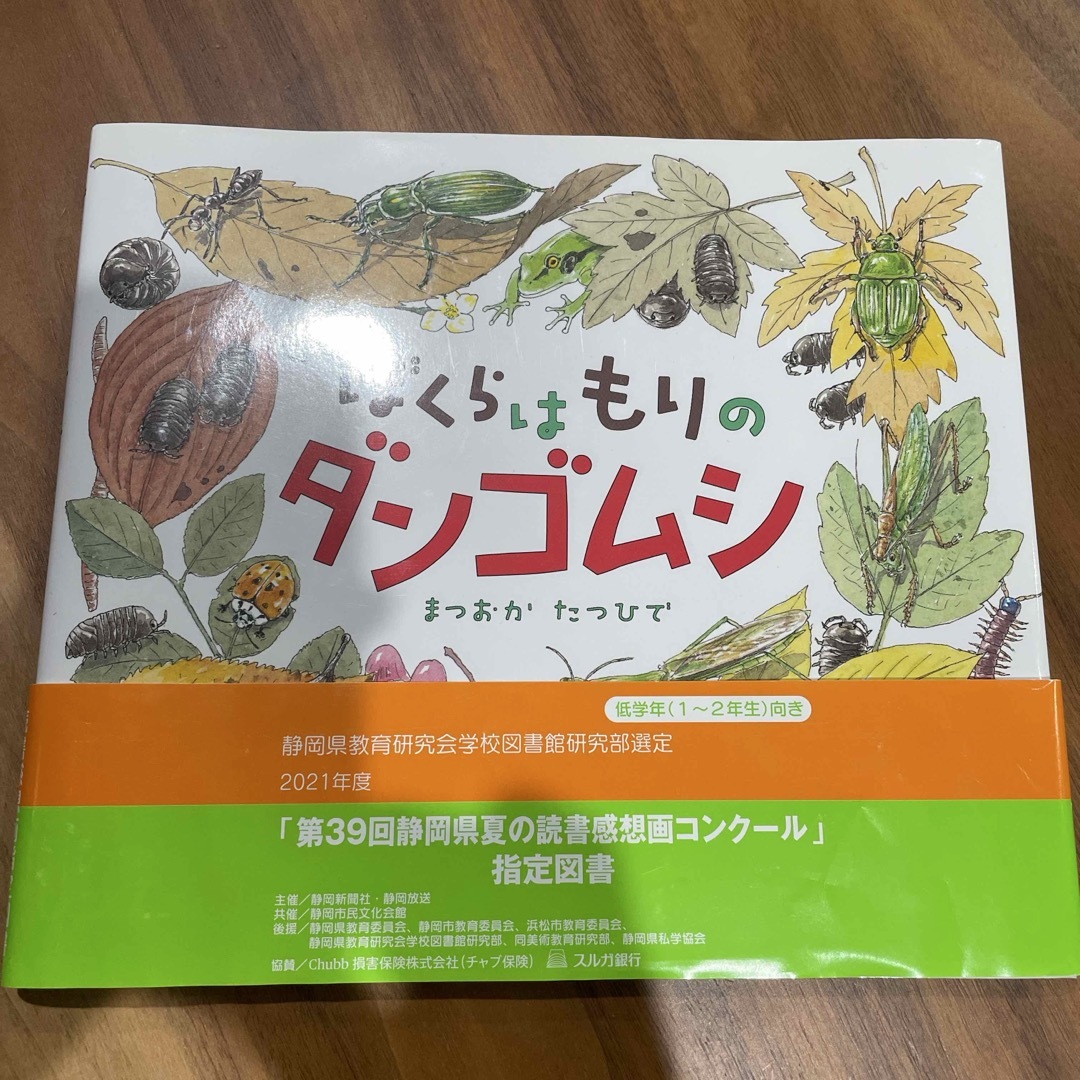 ぼくらはもりの
ダンゴムシ
まつおか たつひで
低学年(1～2年生)向き
静岡県教育研究会学校図書館研究部選定
2021年度
「第39回静岡県夏の読書感想画コンクール」
指定図書
主催／静岡新聞社・静岡放送
共催／静岡市民文化会館
後援／静岡県教育委員会、静岡市教育委員会、浜松市教育委員会、
静岡県教育研究会学校図書館研究部、同美術教育研究部、静岡県私学協会
協賛／Chubb 損害保険株式会社(チャブ保険) スルガ銀行